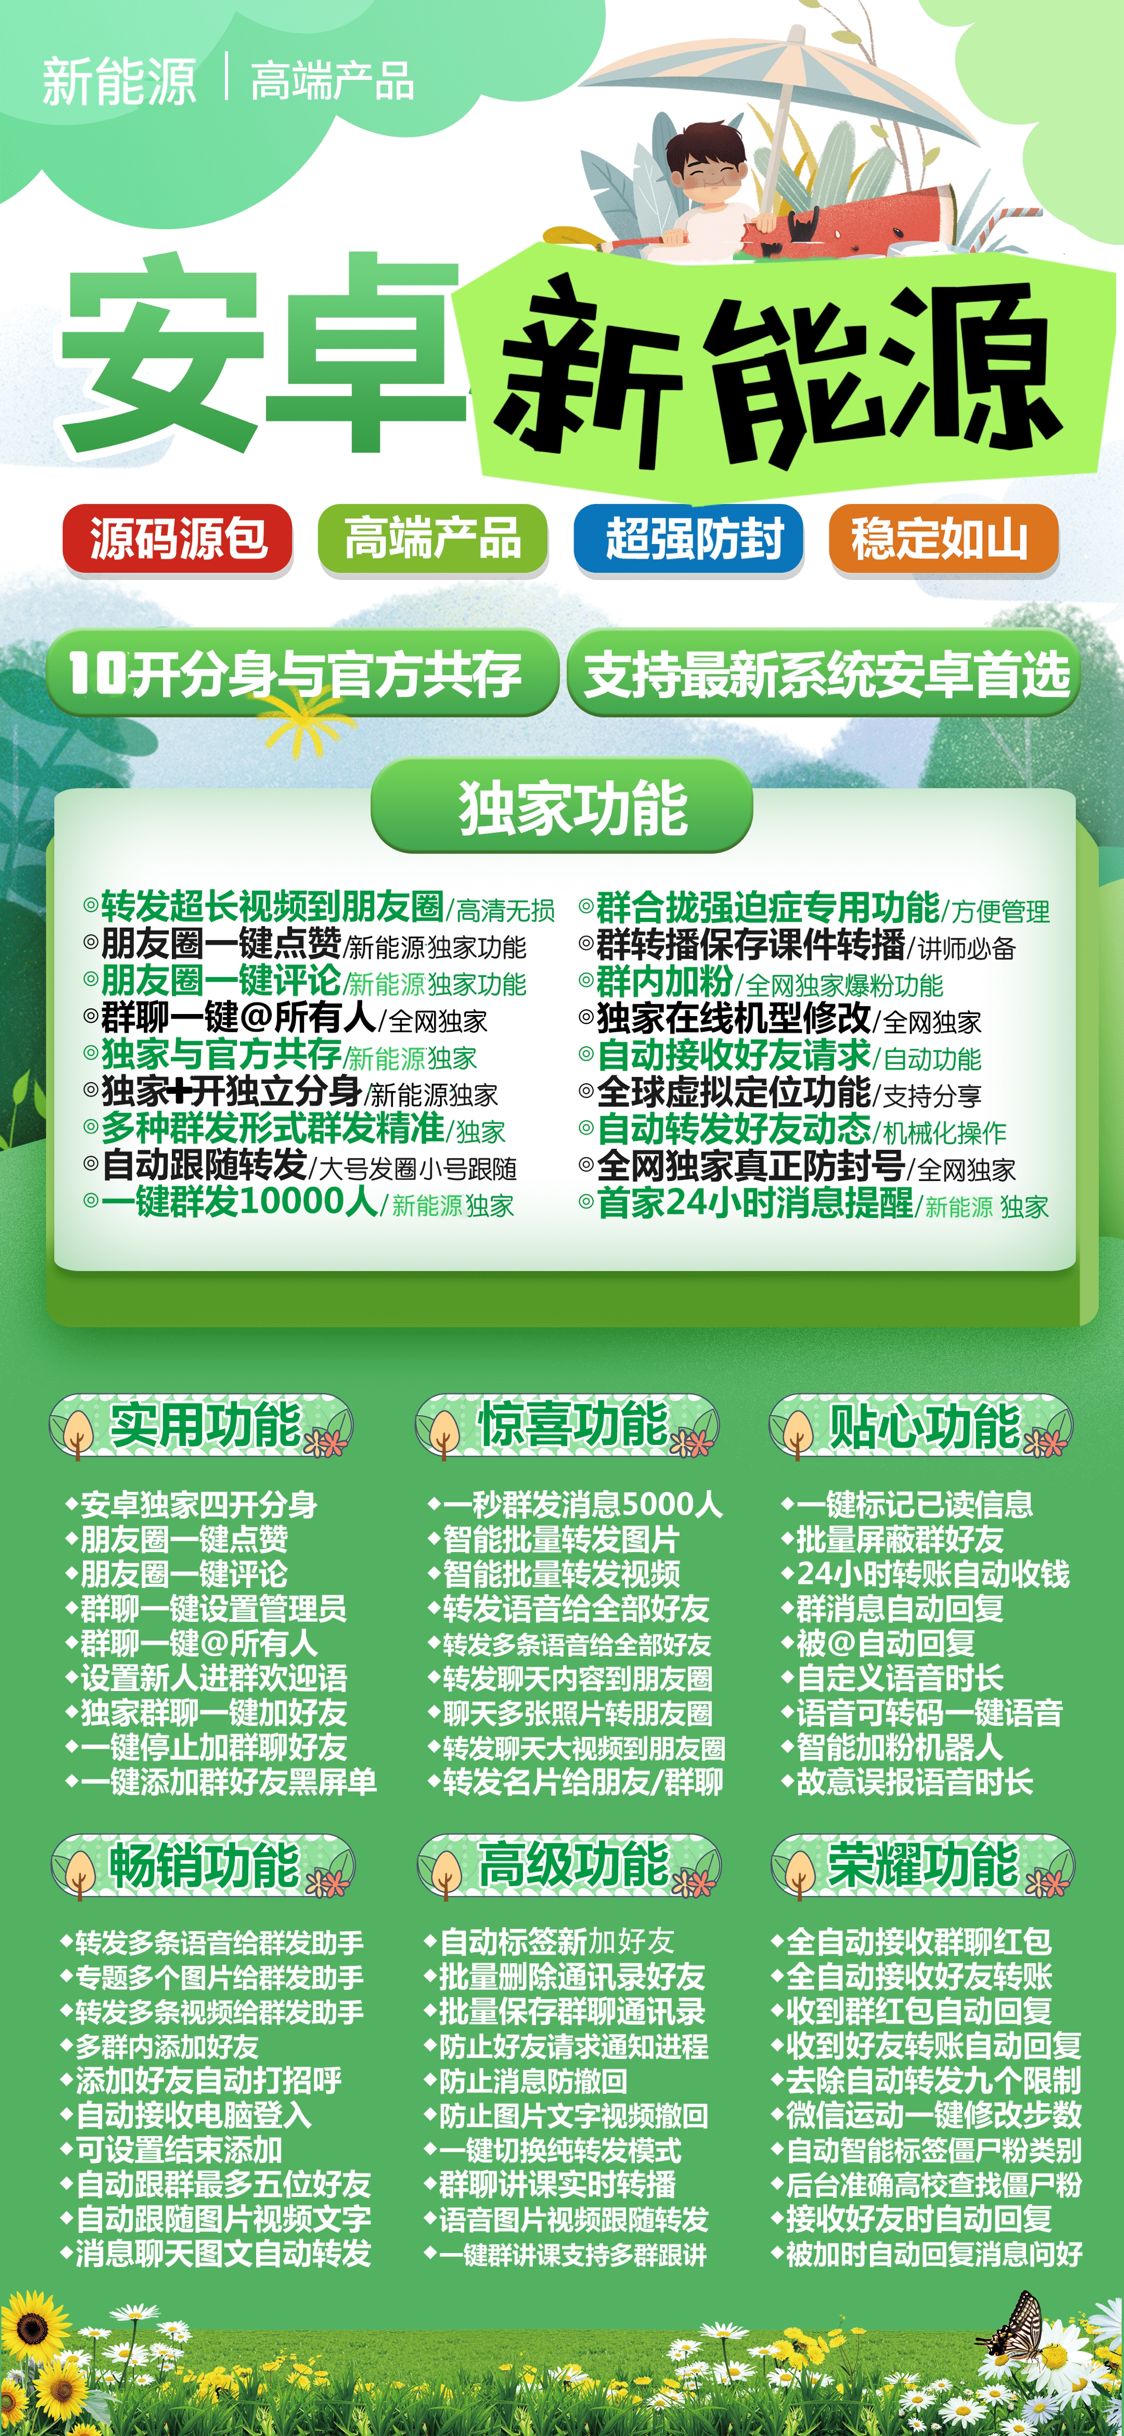 新能源 | 高端产品
安卓 新能源
源码源包 高端产品 超强防封 稳定如山
10开分身与官方共存 支持最新系统安卓首选
独家功能
◎转发超长视频到朋友圈/高清无损
◎朋友圈一键点赞/新能源独家功能
◎朋友圈一键评论/新能源独家功能
◎群聊一键@所有人/全网独家
◎独家与官方共存/新能源独家
◎独家十开独立分身/新能源独家
◎多种群发形式群发精准/独家
◎自动跟随转发/大号发圈小号跟随
◎一键群发10000人/新能源独家
◎群合拢强迫症专用功能/方便管理
◎群转播保存课件转播/讲师必备
◎群内加粉/全网独家爆粉功能
◎独家在线机型修改/全网独家
◎自动接收好友请求/自动功能
◎全球虚拟定位功能/支持分享
◎自动转发好友动态/机械化操作
◎全网独家真正防封号/全网独家
◎首家24小时消息提醒/新能源 独家
实用功能
◆安卓独家四开分身
◆朋友圈一键点赞
◆朋友圈一键评论
◆群聊一键设置管理员
◆群聊一键@所有人
◆设置新人进群欢迎语
◆独家群聊一键加好友
◆一键停止加群聊好友
◆一键添加群好友黑屏单
惊喜功能
◆一秒群发消息5000人
◆智能批量转发图片
◆智能批量转发视频
◆转发语音给全部好友
◆转发多条语音给全部好友
◆转发聊天内容到朋友圈
◆聊天多张照片转朋友圈
◆转发聊天大视频到朋友圈
◆转发名片给朋友/群聊
贴心功能
◆一键标记已读信息
◆批量屏蔽群好友
◆24小时转账自动收钱
◆群消息自动回复
◆被@自动回复
◆自定义语音时长
◆语音可转码一键语音
◆智能加粉机器人
◆故意误报语音时长
畅销功能
◆转发多条语音给群发助手
◆专题多个图片给群发助手
◆转发多条视频给群发助手
◆多群内添加好友
◆添加好友自动打招呼
◆自动接收电脑登入
◆可设置结束添加
◆自动跟群最多五位好友
◆自动跟随图片视频文字
◆消息聊天图文自动转发
高级功能
◆自动标签新加好友
◆批量删除通讯录好友
◆批量保存群聊通讯录
◆防止好友请求通知进程
◆防止消息防撤回
◆防止图片文字视频撤回
◆一键切换纯转发模式
◆群聊讲课实时转播
◆语音图片视频跟随转发
◆一键群讲课支持多群跟讲
荣耀功能
◆全自动接收群聊红包
◆全自动接收好友转账
◆收到群红包自动回复
◆收到好友转账自动回复
◆去除自动转发九个限制
◆微信运动一键修改步数
◆自动智能标签僵尸粉类别
◆后台准确高校查找僵尸粉
◆接收好友时自动回复
◆被加时自动回复消息问好